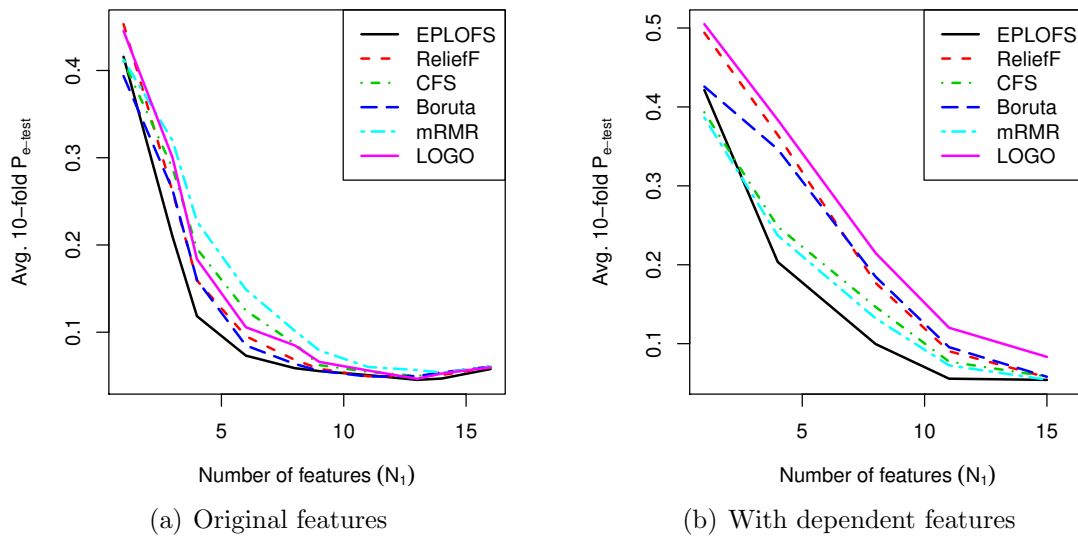 EPLOFS
ReliefF
CFS
Boruta
mRMR
LOGO
0.4
0.3
0.2
0.1
Avg. 10−fold Pe−test
5
10
15
Number of features (N1)
(a) Original features
EPLOFS
ReliefF
CFS
Boruta
mRMR
LOGO
0.5
0.4
0.3
0.2
0.1
Avg. 10−fold Pe−test
5
10
15
Number of features (N1)
(b) With dependent features